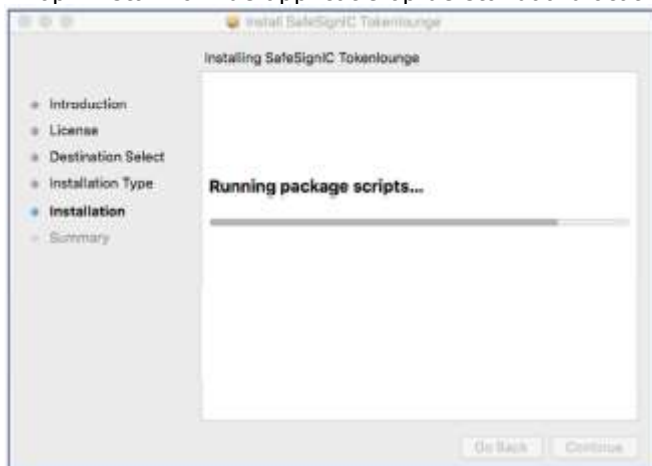 Install SafeSignIC Tokenlounge
Installing SafeSignIC Tokenlounge
Introduction
License
Destination Select
Installation Type
Running package scripts...
Installation
Summary
Go Back
Continue